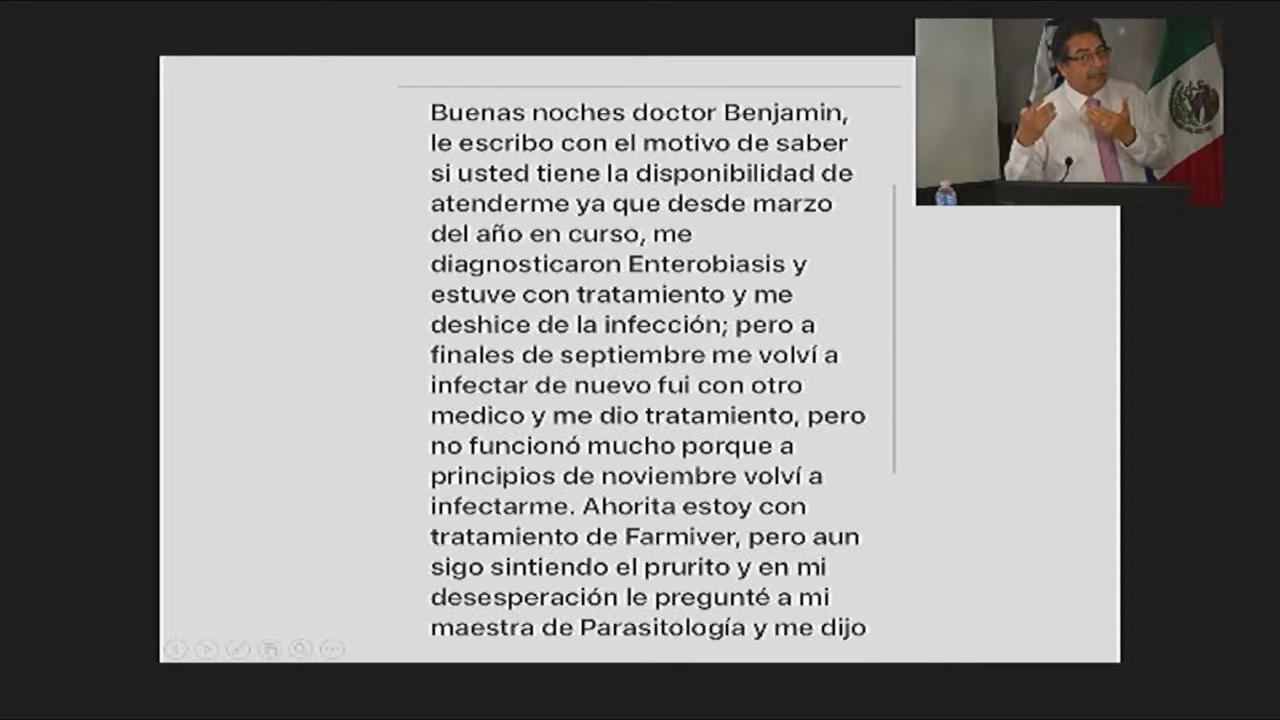 Buenas noches doctor Benjamin,
le escribo con el motivo de saber
si usted tiene la disponibilidad de
atenderme ya que desde marzo
del año en curso, me
diagnosticaron Enterobiasis y
estuve con tratamiento y me
deshice de la infección; pero a
finales de septiembre me volví a
infectar de nuevo fui con otro
medico y me dio tratamiento, pero
no funcionó mucho porque a
principios de noviembre volví a
infectarme. Ahorita estoy con
tratamiento de Farmiver, pero aun
sigo sintiendo el prurito y en mi
desesperación le pregunté a mi
maestra de Parasitología y me dijo